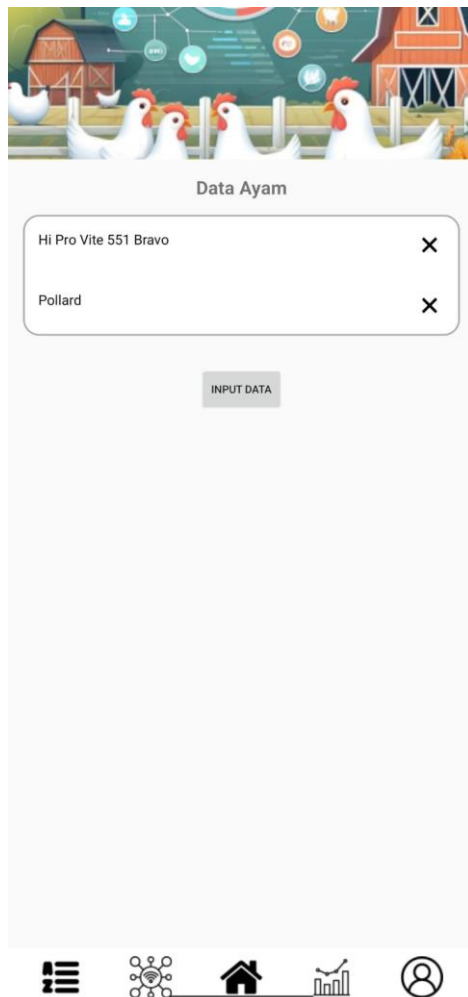 Data Ayam
Hi Pro Vite 551 Bravo
Pollard
INPUT DATA
A
Z